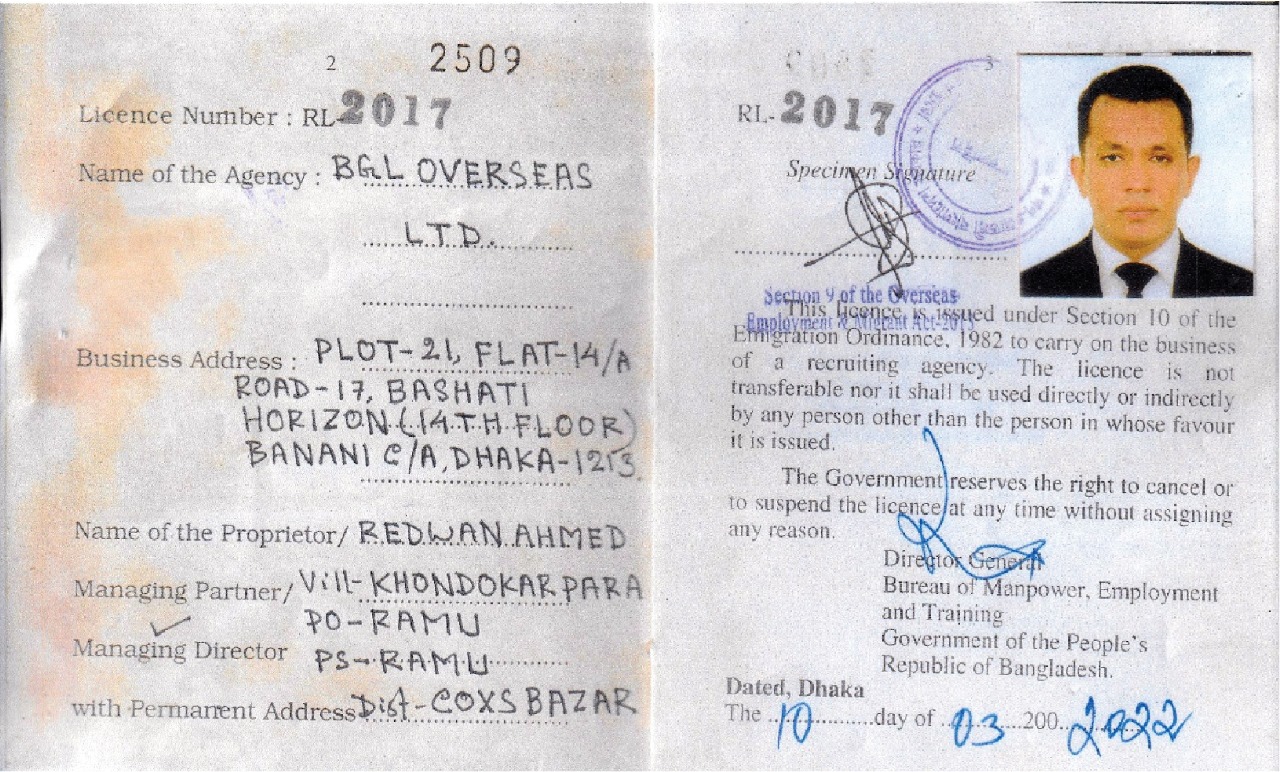 2 2509
Licence Number : RL-2017
Name of the Agency : BGL OVERSEAS
LTD.
Business Address : PLOT-21, FLAT-14/A
ROAD-17, BASHATI
HORIZON (14TH FLOOR)
BANANI C/A, DHAKA-1213.
Name of the Proprietor/ REDWAN AHMED
Managing Partner/ Vill- KHONDOKAR PARA
PO-RAMU
Managing Director PS-RAMU
with Permanent Address Dist-COXS BAZAR
3
RL-2017
Specimen Signature
Section 9 of the Overseas
Employment & Migrant Act-2013
This licence is issued under Section 10 of the
Emigration Ordinance, 1982 to carry on the business
of a recruiting agency. The licence is not
transferable nor it shall be used directly or indirectly
by any person other than the person in whose favour
it is issued.
The Government reserves the right to cancel or
to suspend the licence at any time without assigning
any reason.
Director General
Bureau of Manpower, Employment
and Training
Government of the People's
Republic of Bangladesh.
Dated, Dhaka
The 10 day of 03 200 2022